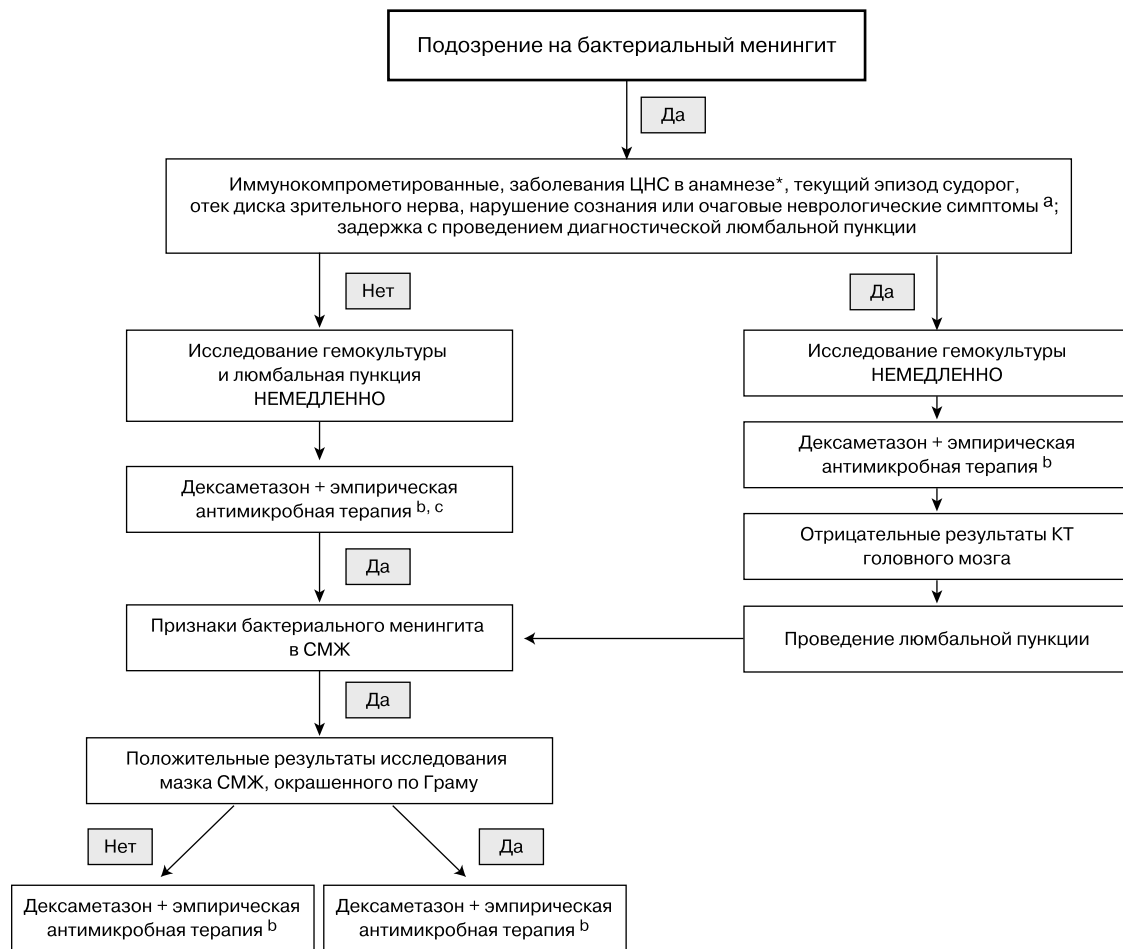 Подозрение на бактериальный менингит
Да
Иммунокомпрометированные, заболевания ЦНС в анамнезе*, текущий эпизод судорог,
отек диска зрительного нерва, нарушение сознания или очаговые неврологические симптомы a;
задержка с проведением диагностической люмбальной пункции
Нет
Да
Исследование гемокультуры
и люмбальная пункция
НЕМЕДЛЕННО
Исследование гемокультуры
НЕМЕДЛЕННО
Дексаметазон + эмпирическая
антимикробная терапия b
Дексаметазон + эмпирическая
антимикробная терапия b, c
Отрицательные результаты КТ
головного мозга
Да
Признаки бактериального менингита
в СМЖ
Проведение люмбальной пункции
Да
Положительные результаты исследования
мазка СМЖ, окрашенного по Граму
Нет
Да
Дексаметазон + эмпирическая
антимикробная терапия b
Дексаметазон + эмпирическая
антимикробная терапия b